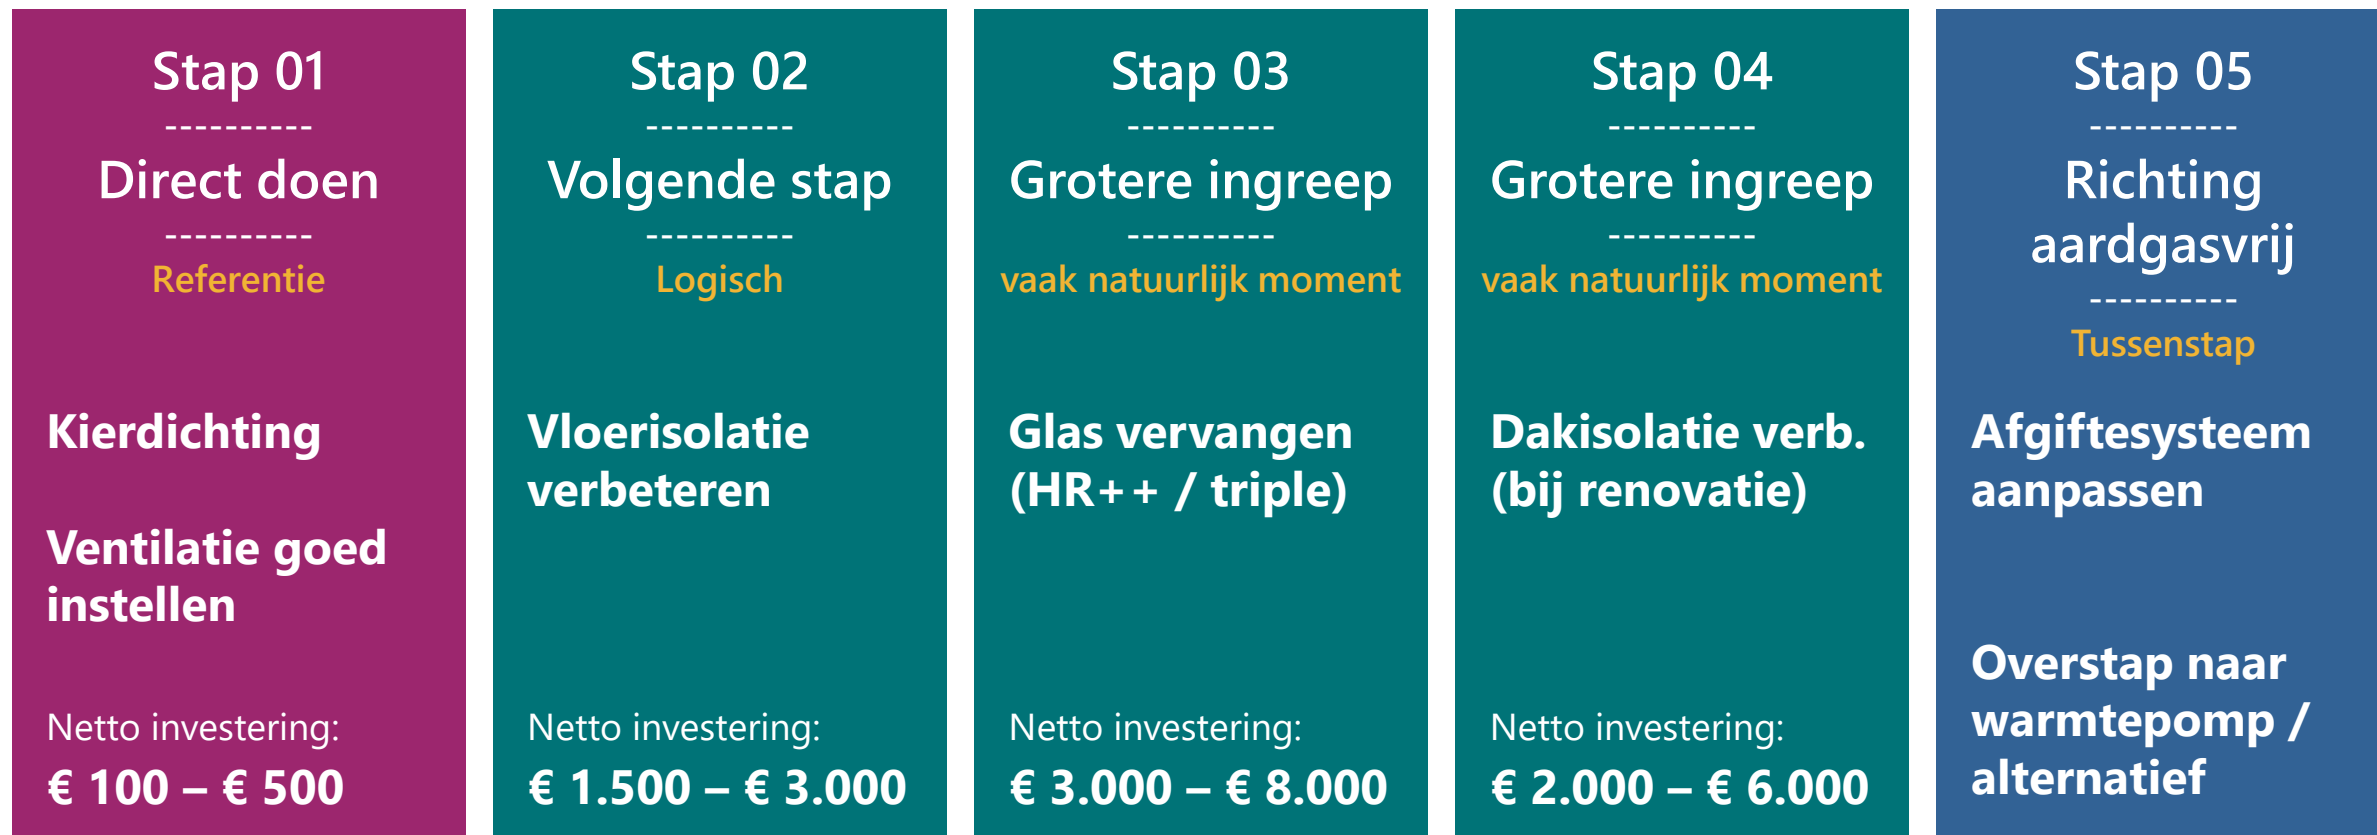 Stap 01
----------
Direct doen
----------
Referentie
Kierdichting
Ventilatie goed
instellen
Netto investering:
€ 100 – € 500
Stap 02
----------
Volgende stap
----------
Logisch
Vloerisolatie
verbeteren
Netto investering:
€ 1.500 – € 3.000
Stap 03
----------
Grotere ingreep
----------
vaak natuurlijk moment
Glas vervangen
(HR++ / triple)
Netto investering:
€ 3.000 – € 8.000
Stap 04
----------
Grotere ingreep
----------
vaak natuurlijk moment
Dakisolatie verb.
(bij renovatie)
Netto investering:
€ 2.000 – € 6.000
Stap 05
----------
Richting
aardgasvrij
----------
Tussenstap
Afgiftesysteem
aanpassen
Overstap naar
warmtepomp /
alternatief